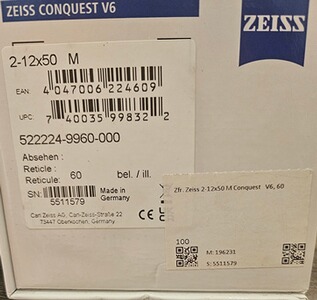 ZEISS CONQUEST V6
ZEISS
2-12x50 M
EAN: 4 047006 224609
UPC: 7 40035 99832 2
522224-9960-000
Absehen :
Reticle :
Reticule: 60 bel. / ill.
SN: 5511579
Made in
Germany
Carl Zeiss AG, Carl-Zeiss-Straße 22
73447 Oberkochen, Germany
CE
Zfr. Zeiss 2-12x50 M Conquest V6, 60
100
M: 196231
S: 5511579